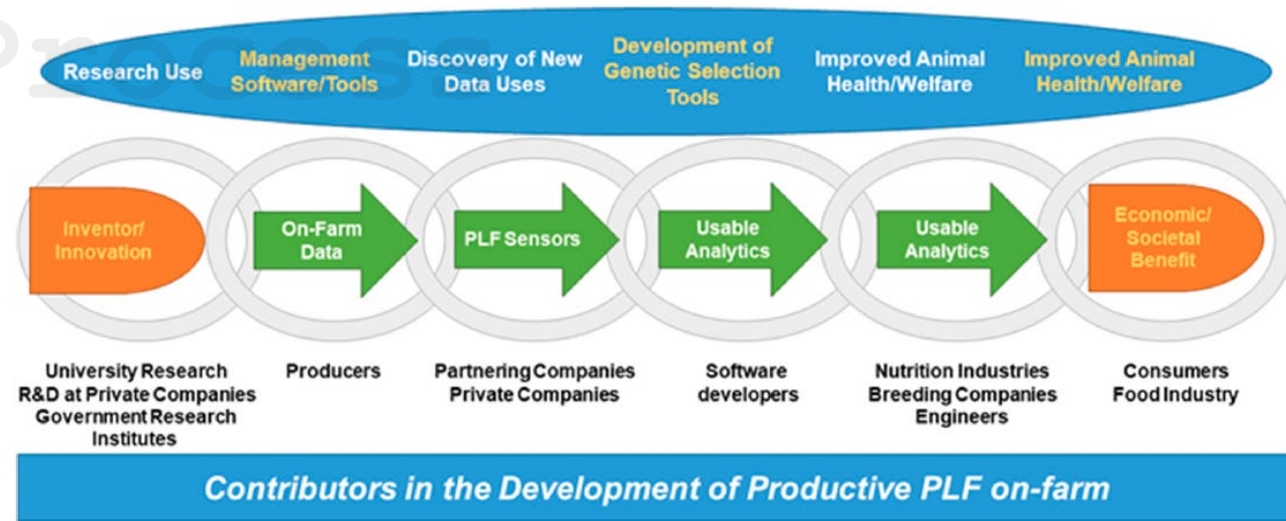 Process
Research Use
Management
Software/Tools
Discovery of New
Data Uses
Development of
Genetic Selection
Tools
Improved Animal
Health/Welfare
Improved Animal
Health/Welfare
Inventor/
Innovation
On-Farm
Data
PLF Sensors
Usable
Analytics
Usable
Analytics
Economic/
Societal
Benefit
University Research
R&D at Private Companies
Government Research
Institutes
Producers
Partnering Companies
Private Companies
Software
developers
Nutrition Industries
Breeding Companies
Engineers
Consumers
Food Industry
Contributors in the Development of Productive PLF on-farm